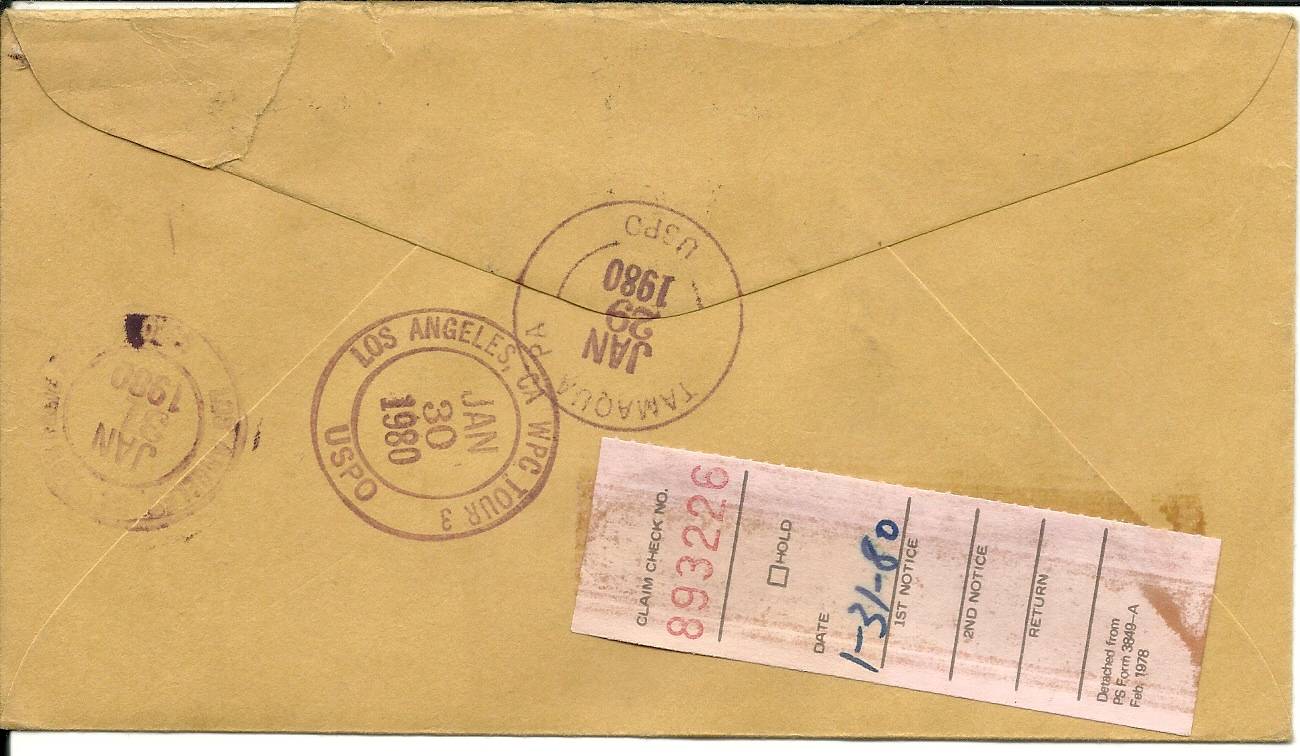 USPO
1980
29
JAN
TAMAQUA PA
LOS ANGELES, CA WPC TOUR 3
JAN
30
1980
USPO
1980
31
JAN
CLAIM CHECK NO.
893226
HOLD
DATE
1-31-80
1ST NOTICE
2ND NOTICE
RETURN
Detached from
PS Form 3849-A
Feb. 1978